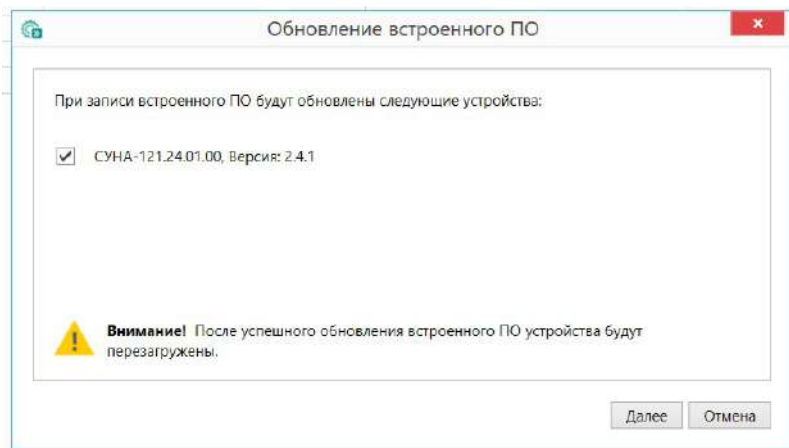 Обновление встроенного ПО
При записи встроенного ПО будут обновлены следующие устройства:
СУНА-121.24.01.00, Версия: 2.4.1
Внимание! После успешного обновления встроенного ПО устройства будут
перезагружены.
Далее Отмена